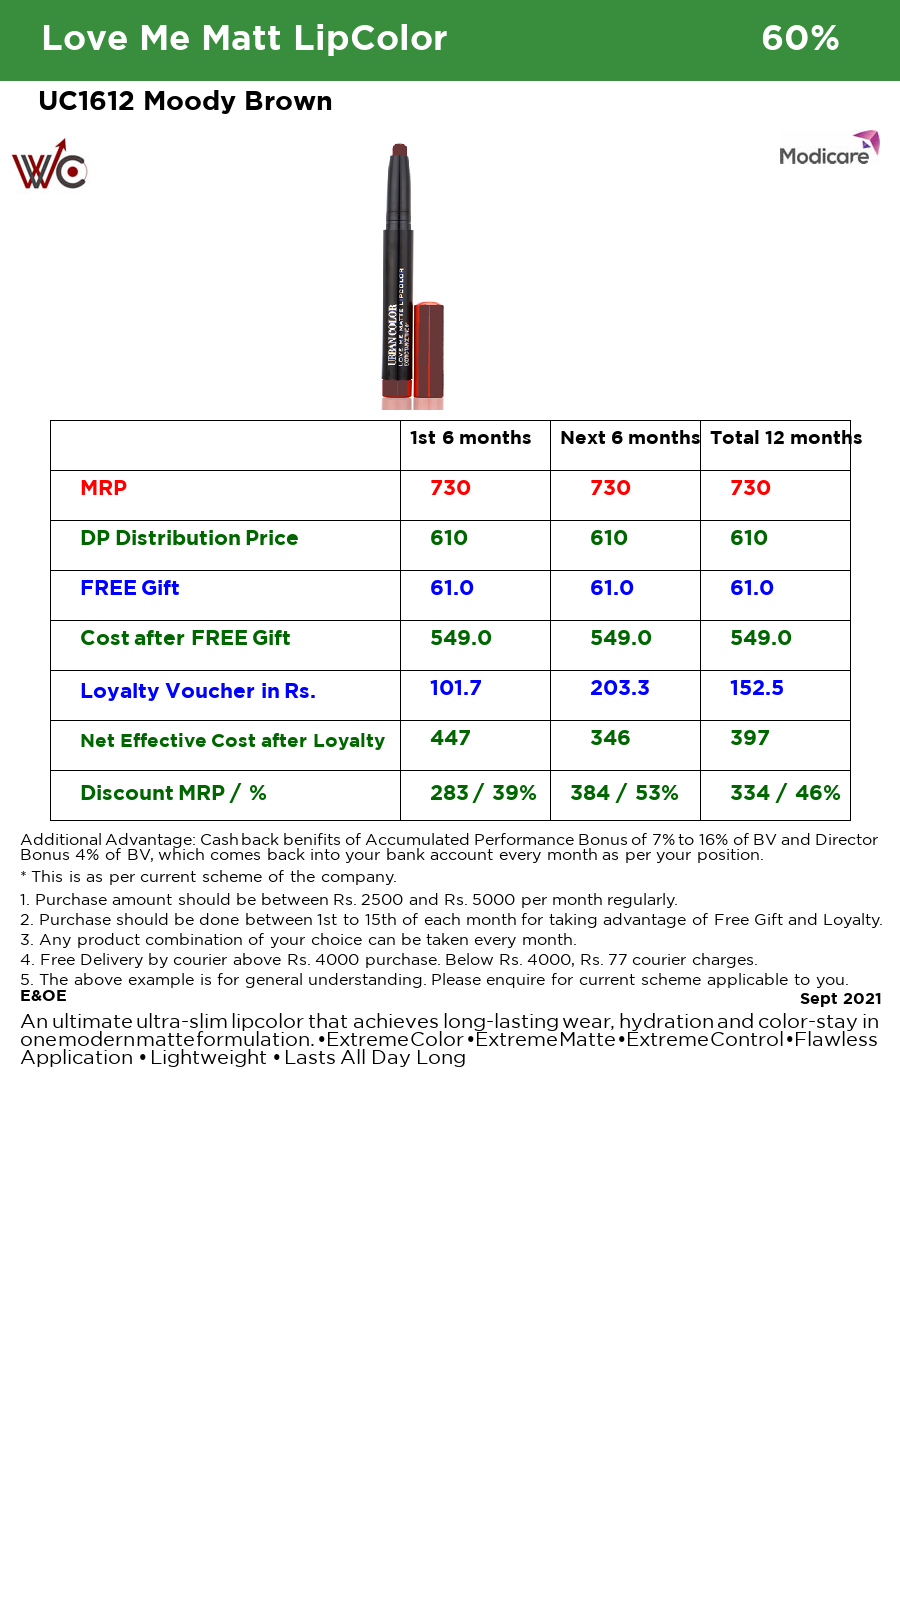 Love Me Matt LipColor 60%
UC1612 Moody Brown
WC
Modicare
URBAN COLOR
LOVE ME MATTE LIPCOLOR
1st 6 months Next 6 months Total 12 months
MRP 730 730 730
DP Distribution Price 610 610 610
FREE Gift 61.0 61.0 61.0
Cost after FREE Gift 549.0 549.0 549.0
Loyalty Voucher in Rs. 101.7 203.3 152.5
Net Effective Cost after Loyalty 447 346 397
Discount MRP / % 283 / 39% 384 / 53% 334 / 46%
Additional Advantage: Cash back benifits of Accumulated Performance Bonus of 7% to 16% of BV and Director
Bonus 4% of BV, which comes back into your bank account every month as per your position.
* This is as per current scheme of the company.
1. Purchase amount should be between Rs. 2500 and Rs. 5000 per month regularly.
2. Purchase should be done between 1st to 15th of each month for taking advantage of Free Gift and Loyalty.
3. Any product combination of your choice can be taken every month.
4. Free Delivery by courier above Rs. 4000 purchase. Below Rs. 4000, Rs. 77 courier charges.
5. The above example is for general understanding. Please enquire for current scheme applicable to you.
E&OE
Sept 2021
An ultimate ultra-slim lipcolor that achieves long-lasting wear, hydration and color-stay in
one modern matte formulation. •Extreme Color •Extreme Matte •Extreme Control •Flawless
Application • Lightweight • Lasts All Day Long